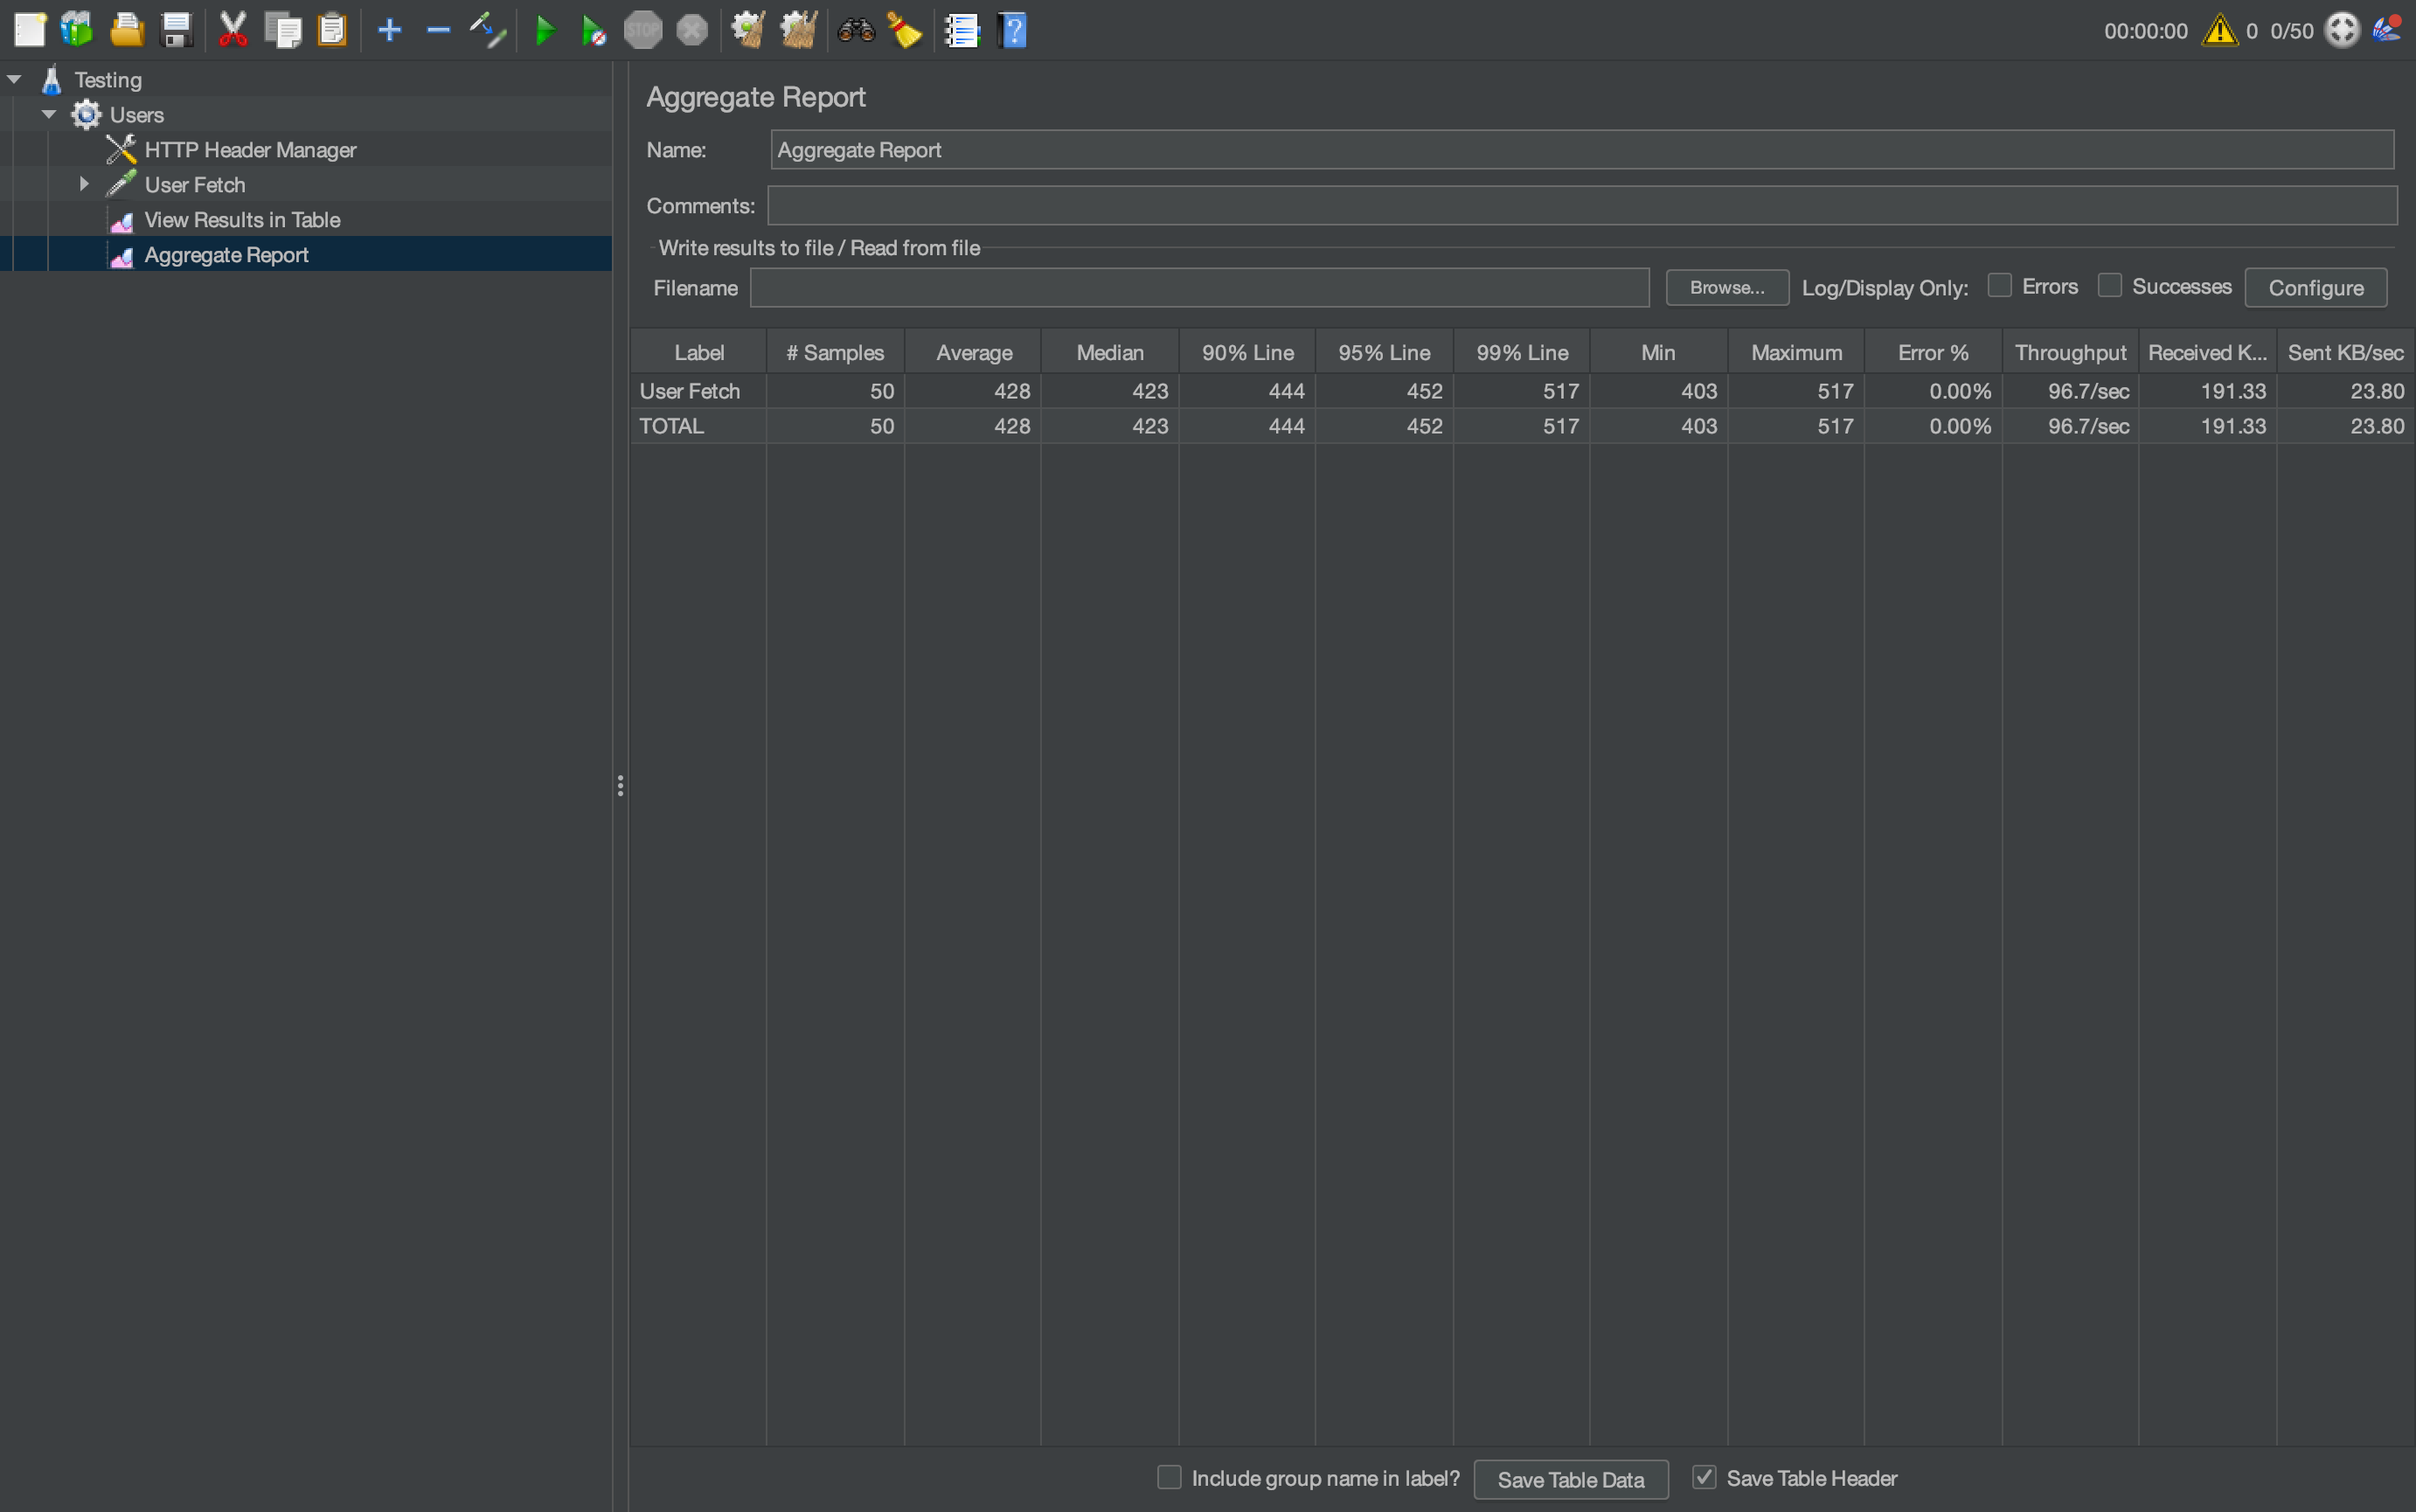 STOP
00:00:00 0 0/50
Testing
Users
HTTP Header Manager
User Fetch
View Results in Table
Aggregate Report
Aggregate Report
Name: Aggregate Report
Comments:
Write results to file / Read from file
Filename Browse... Log/Display Only: Errors Successes Configure
Label # Samples Average Median 90% Line 95% Line 99% Line Min Maximum Error % Throughput Received K... Sent KB/sec
User Fetch 50 428 423 444 452 517 403 517 0.00% 96.7/sec 191.33 23.80
TOTAL 50 428 423 444 452 517 403 517 0.00% 96.7/sec 191.33 23.80
Include group name in label? Save Table Data Save Table Header